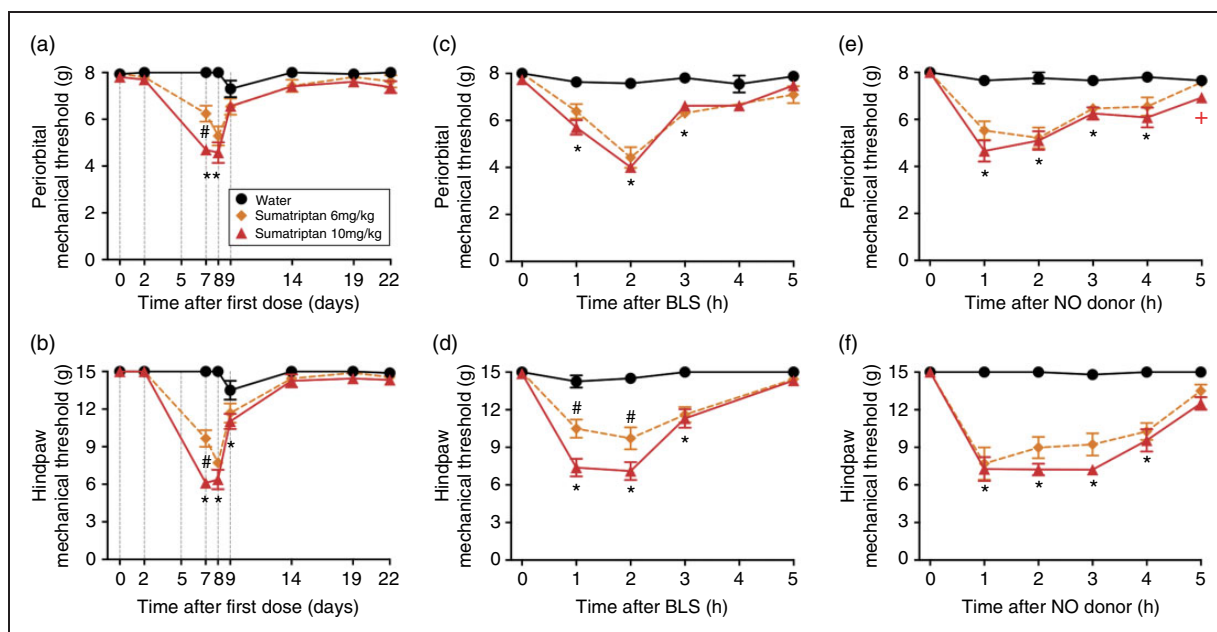 (a)
Periorbital
mechanical threshold (g)
8
6
4
2
0
#
**
Water
Sumatriptan 6mg/kg
Sumatriptan 10mg/kg
0 2 5 7 8 9 14 19 22
Time after first dose (days)
(c)
Periorbital
mechanical threshold (g)
8
6
4
2
0
*
*
*
0 1 2 3 4 5
Time after BLS (h)
(e)
Periorbital
mechanical threshold (g)
8
6
4
2
0
*
*
*
*
+
0 1 2 3 4 5
Time after NO donor (h)
(b)
Hindpaw
mechanical threshold (g)
15
12
9
6
3
0
#
* *
*
0 2 5 7 8 9 14 19 22
Time after first dose (days)
(d)
Hindpaw
mechanical threshold (g)
15
12
9
6
3
0
# #
* *
*
0 1 2 3 4 5
Time after BLS (h)
(f)
Hindpaw
mechanical threshold (g)
15
12
9
6
3
0
* * *
*
0 1 2 3 4 5
Time after NO donor (h)